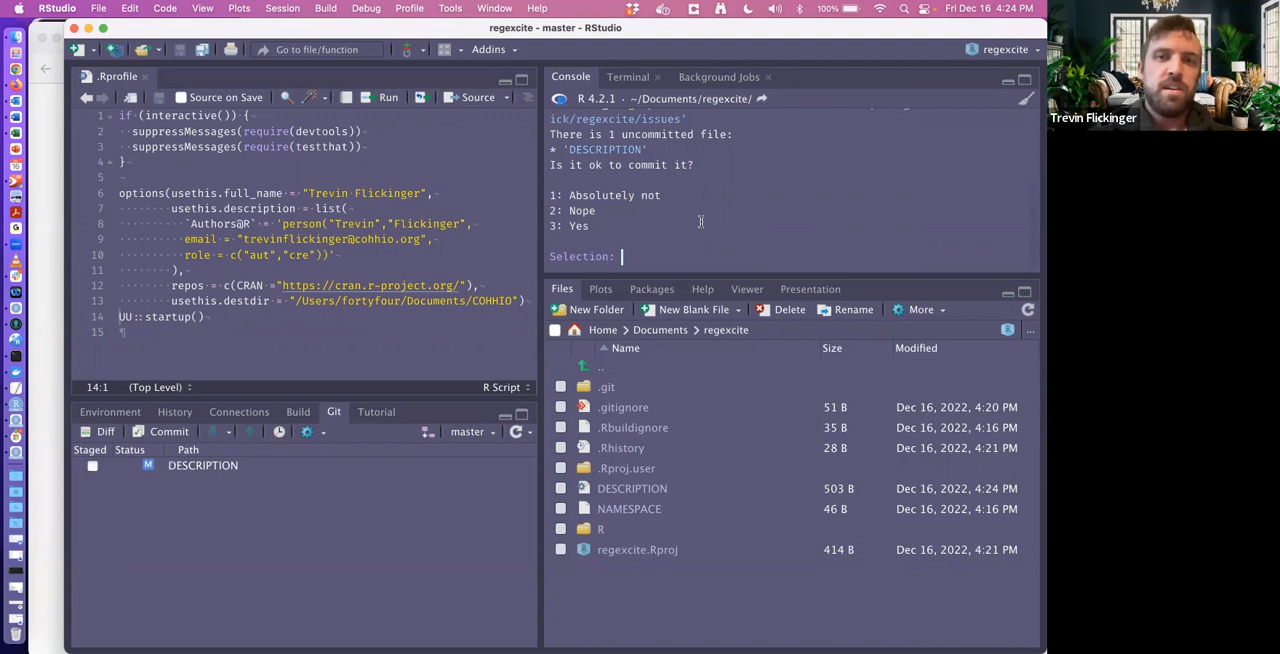 RStudio File Edit Code View Plots Session Build Debug Profile Tools Window Help 100% Fri Dec 16 4:24 PM
regexcite - master - RStudio
Go to file/function Addins regexcite
.Rprofile
Source on Save Run Source
1 if (interactive()) {
2 suppressMessages(require(devtools))
3 suppressMessages(require(testthat))
4 }
5
6 options(usethis.full_name = "Trevin Flickinger",
7 usethis.description = list(
8 `Authors@R` = 'person("Trevin","Flickinger",
9 email = "trevinflickinger@cohhio.org",
10 role = c("aut","cre"))'
11 ),
12 repos = c(CRAN = "https://cran.r-project.org/"),
13 usethis.destdir = "/Users/fortyfour/Documents/COHHIO")
14 UU::startup()
15
14:1 (Top Level) R Script
Environment History Connections Build Git Tutorial
Diff Commit master
Staged Status Path
M DESCRIPTION
Console Terminal Background Jobs
R 4.2.1 · ~/Documents/regexcite/
ick/regexcite/issues'
There is 1 uncommitted file:
* 'DESCRIPTION'
Is it ok to commit it?
1: Absolutely not
2: Nope
3: Yes
Selection:
Files Plots Packages Help Viewer Presentation
New Folder New Blank File Delete Rename More
Home Documents regexcite ...
Name Size Modified
..
.git
.gitignore 51 B Dec 16, 2022, 4:20 PM
.Rbuildignore 35 B Dec 16, 2022, 4:21 PM
.Rhistory 28 B Dec 16, 2022, 4:21 PM
.Rproj.user
DESCRIPTION 503 B Dec 16, 2022, 4:24 PM
NAMESPACE 46 B Dec 16, 2022, 4:16 PM
R
regexcite.Rproj 414 B Dec 16, 2022, 4:21 PM
Trevin Flickinger